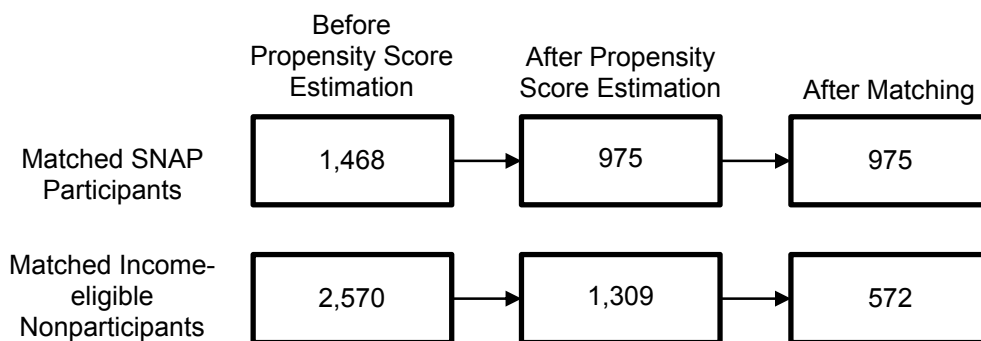 Before
Propensity Score
Estimation
After Propensity
Score Estimation
After Matching
Matched SNAP
Participants
1,468
975
975
Matched Income-
eligible
Nonparticipants
2,570
1,309
572